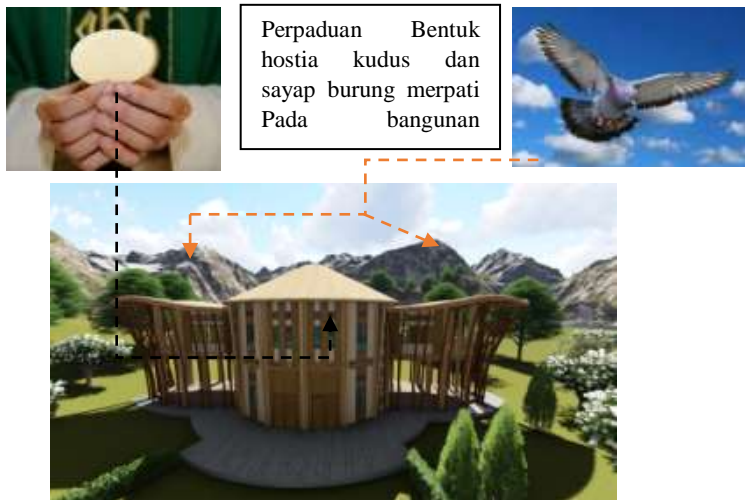 Perpaduan Bentuk
hostia kudus dan
sayap burung merpati
Pada bangunan